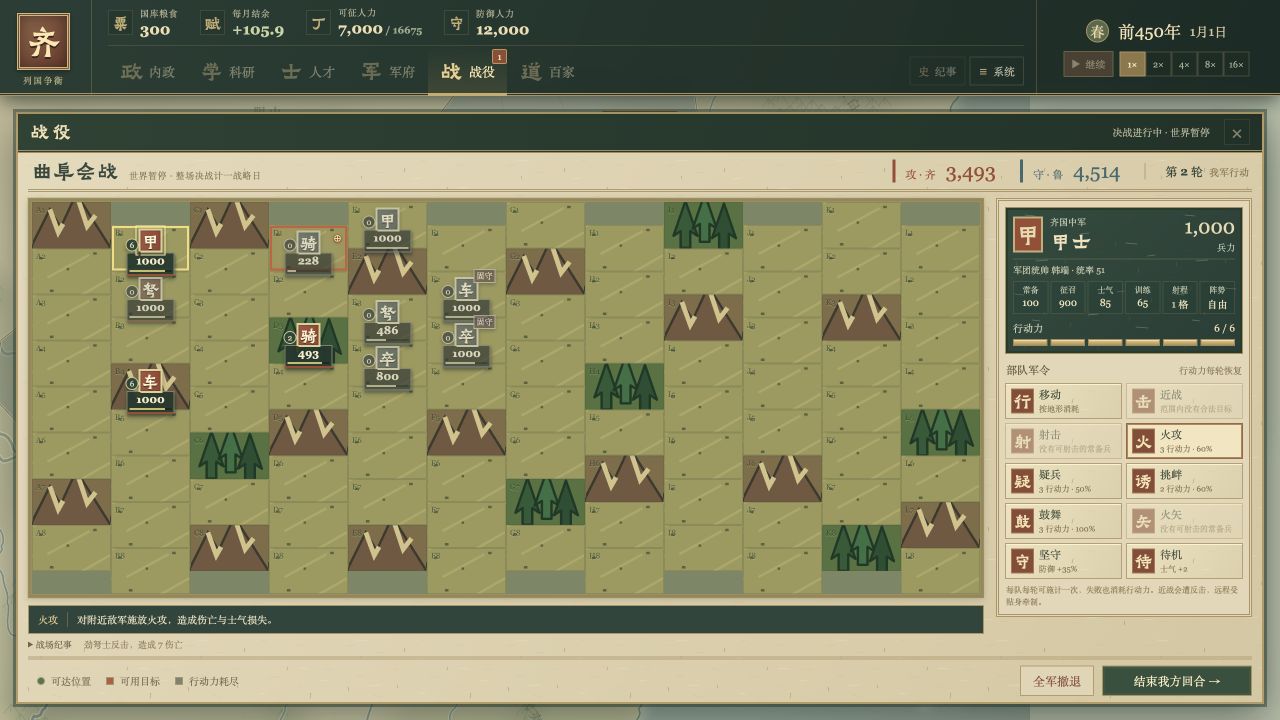 齐
列国争衡
粟 国库粮食 300
赋 每月结余 +105.9
丁 可征人力 7,000 / 16675
守 防御人力 12,000
政 内政
学 科研
士 人才
军 军府
战 战役 1
道 百家
史 纪事
≡ 系统
春 前450年 1月1日
▶ 继续
1× 2× 4× 8× 16×
战役
决战进行中 · 世界暂停 ×
曲阜会战 世界暂停 · 整场决战计一战略日
攻 · 齐 3,493
守 · 鲁 4,514
第 2 轮 我军行动
0 甲 1000
6 甲 1000
0 骑 228
0 弩 1000
0 车 1000 固守
0 弩 486
2 骑 493
0 卒 1000 固守
0 卒 800
6 车 1000
甲 齐国中军
甲士
1,000
兵力
军团统帅 韩端 · 统率 51
常备 100
征召 900
士气 85
训练 65
射程 1 格
阵势 自由
行动力 6 / 6
部队军令 行动力每轮恢复
行 移动 按地形消耗
击 近战 范围内没有合法目标
射 射击 没有可射击的常备兵
火 火攻 3 行动力 · 60%
疑 疑兵 3 行动力 · 50%
诱 挑衅 2 行动力 · 60%
鼓 鼓舞 3 行动力 · 100%
矢 火矢 没有可射击的常备兵
守 坚守 防御 +35%
待 待机 士气 +2
每队每轮可施计一次，失败也消耗行动力。近战会遭反击，远程受
贴身牵制。
火攻 对附近敌军施放火攻，造成伤亡与士气损失。
▶ 战场纪事 劲弩士反击，造成 7 伤亡
可达位置 可用目标 行动力耗尽
全军撤退
结束我方回合 →